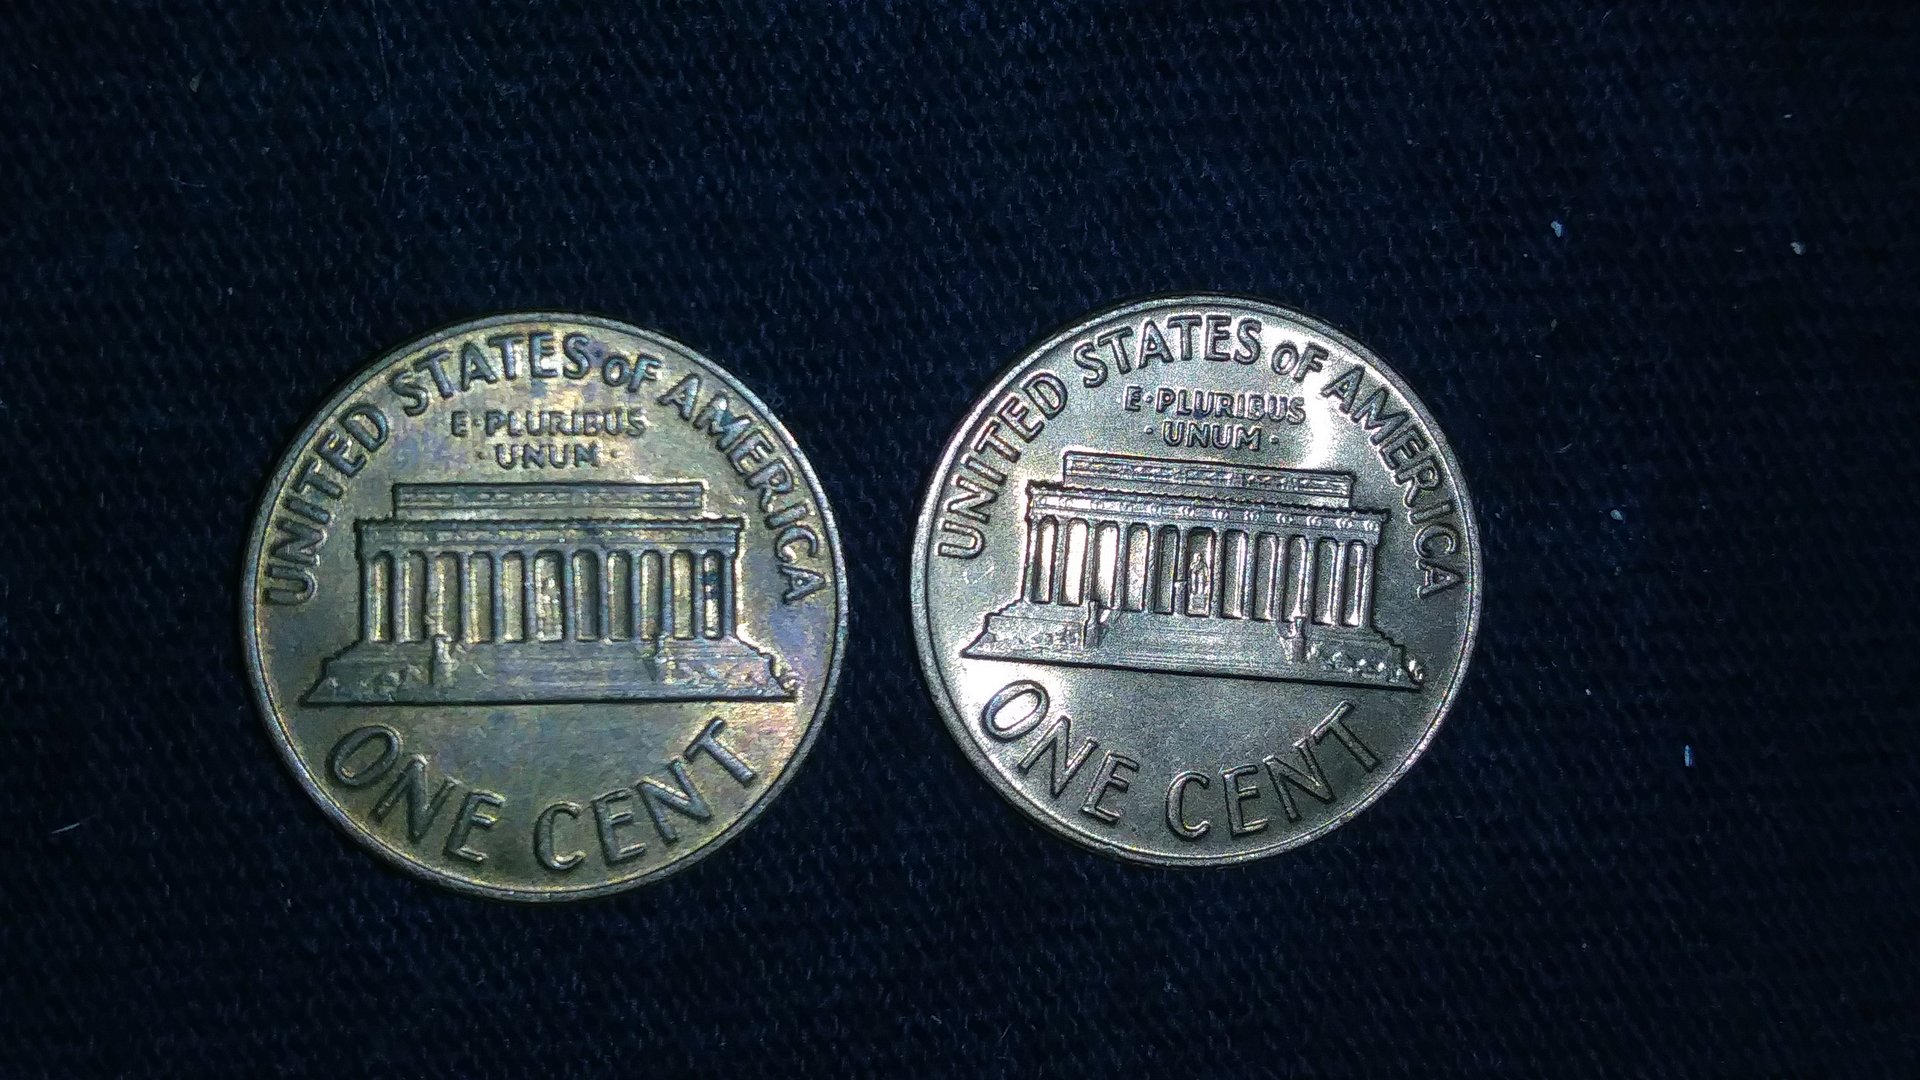 UNITED STATES OF AMERICA
E·PLURIBUS
·UNUM·
ONE CENT
UNITED STATES OF AMERICA
E·PLURIBUS
·UNUM·
ONE CENT